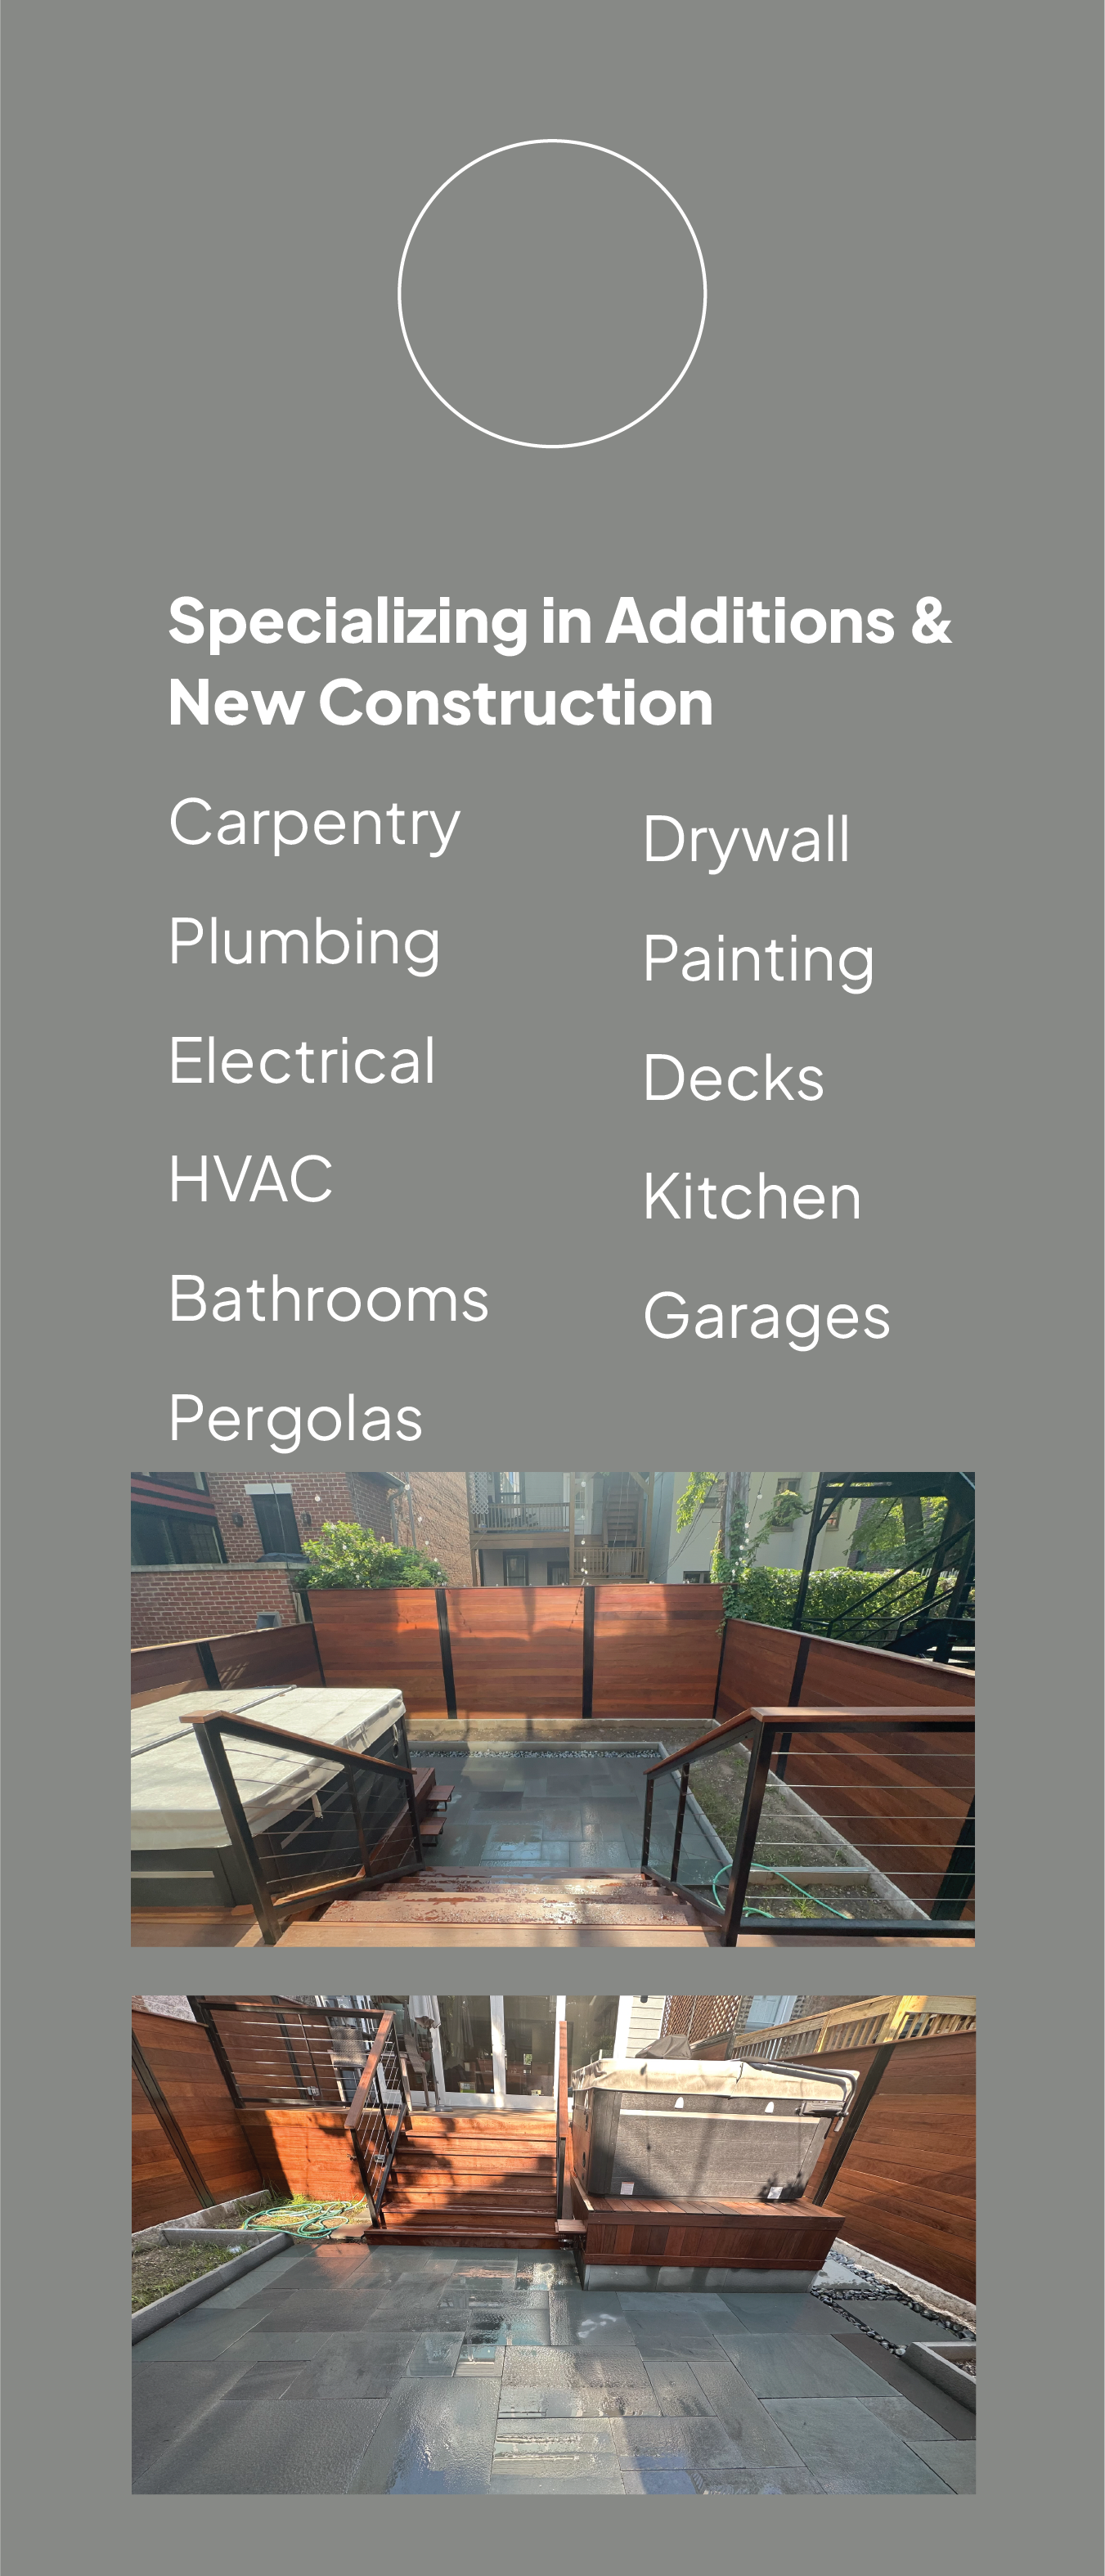 Specializing in Additions &
New Construction
Carpentry
Plumbing
Electrical
HVAC
Bathrooms
Pergolas
Drywall
Painting
Decks
Kitchen
Garages